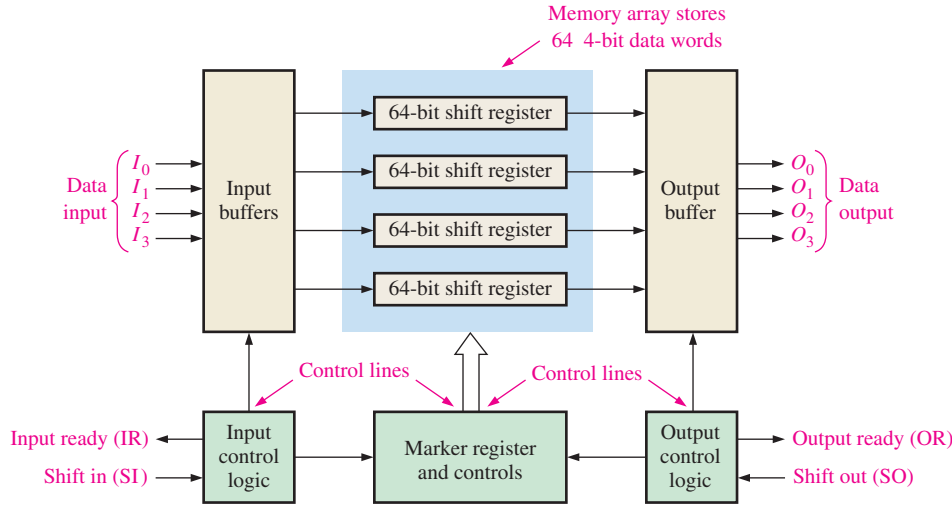 Memory array stores
64 4-bit data words
64-bit shift register
64-bit shift register
64-bit shift register
64-bit shift register
Data
input
I0
I1
I2
I3
Input
buffers
Output
buffer
O0
O1
O2
O3
Data
output
Control lines
Control lines
Input ready (IR)
Shift in (SI)
Input
control
logic
Marker register
and controls
Output
control
logic
Output ready (OR)
Shift out (SO)